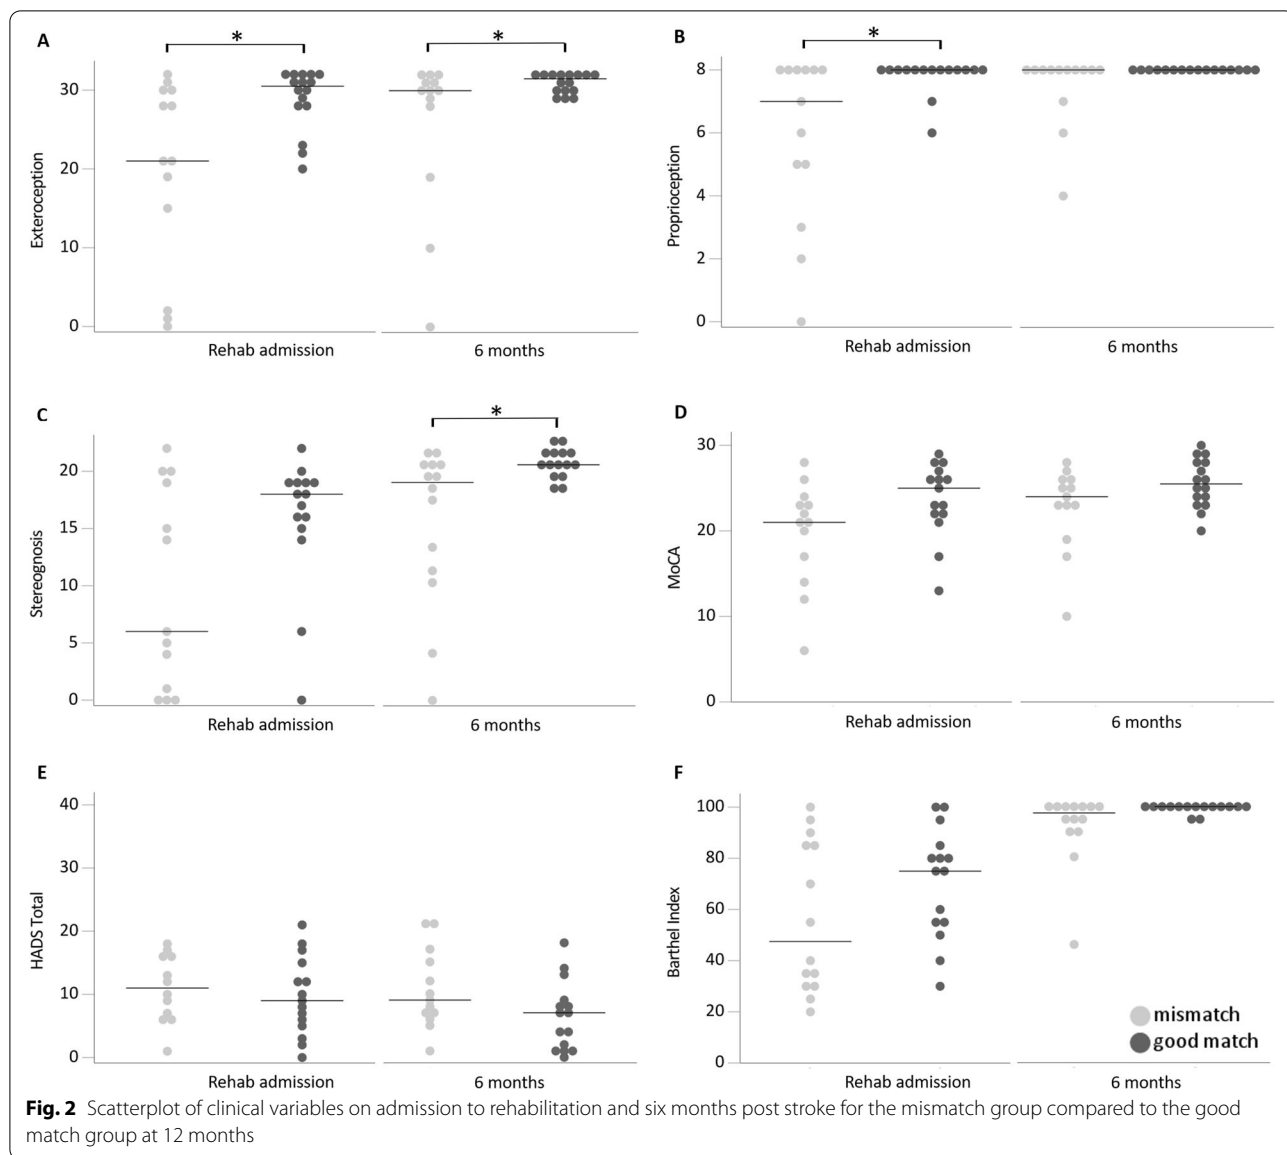 A
*
*
Exteroception
30
20
10
0
Rehab admission
6 months
B
*
Proprioception
8
6
4
2
0
Rehab admission
6 months
C
*
Stereognosis
20
15
10
5
0
Rehab admission
6 months
D
MoCA
30
20
10
0
Rehab admission
6 months
E
HADS Total
40
30
20
10
0
Rehab admission
6 months
F
Barthel Index
100
80
60
40
20
0
mismatch
good match
Rehab admission
6 months
Fig. 2 Scatterplot of clinical variables on admission to rehabilitation and six months post stroke for the mismatch group compared to the good
match group at 12 months